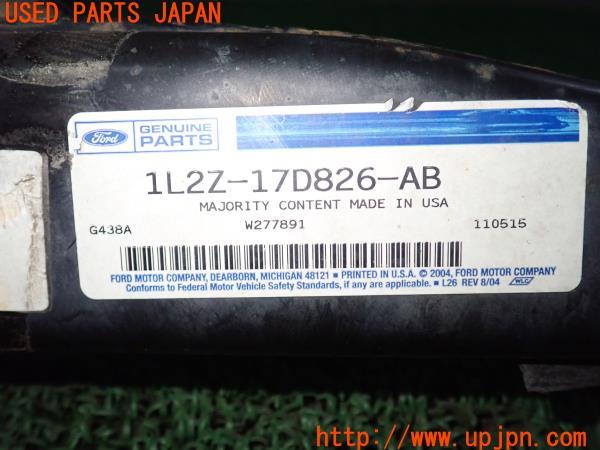 USED PARTS JAPAN
Ford
GENUINE
PARTS
1L2Z-17D826-AB
MAJORITY CONTENT MADE IN USA
G438A W277891 110515
FORD MOTOR COMPANY, DEARBORN, MICHIGAN 48121 ■ PRINTED IN U.S.A. © 2004, FORD MOTOR COMPANY
Conforms to Federal Motor Vehicle Safety Standards, if any are applicable. ■ L26 REV 8/04 WLC
http://www.upjpn.com/